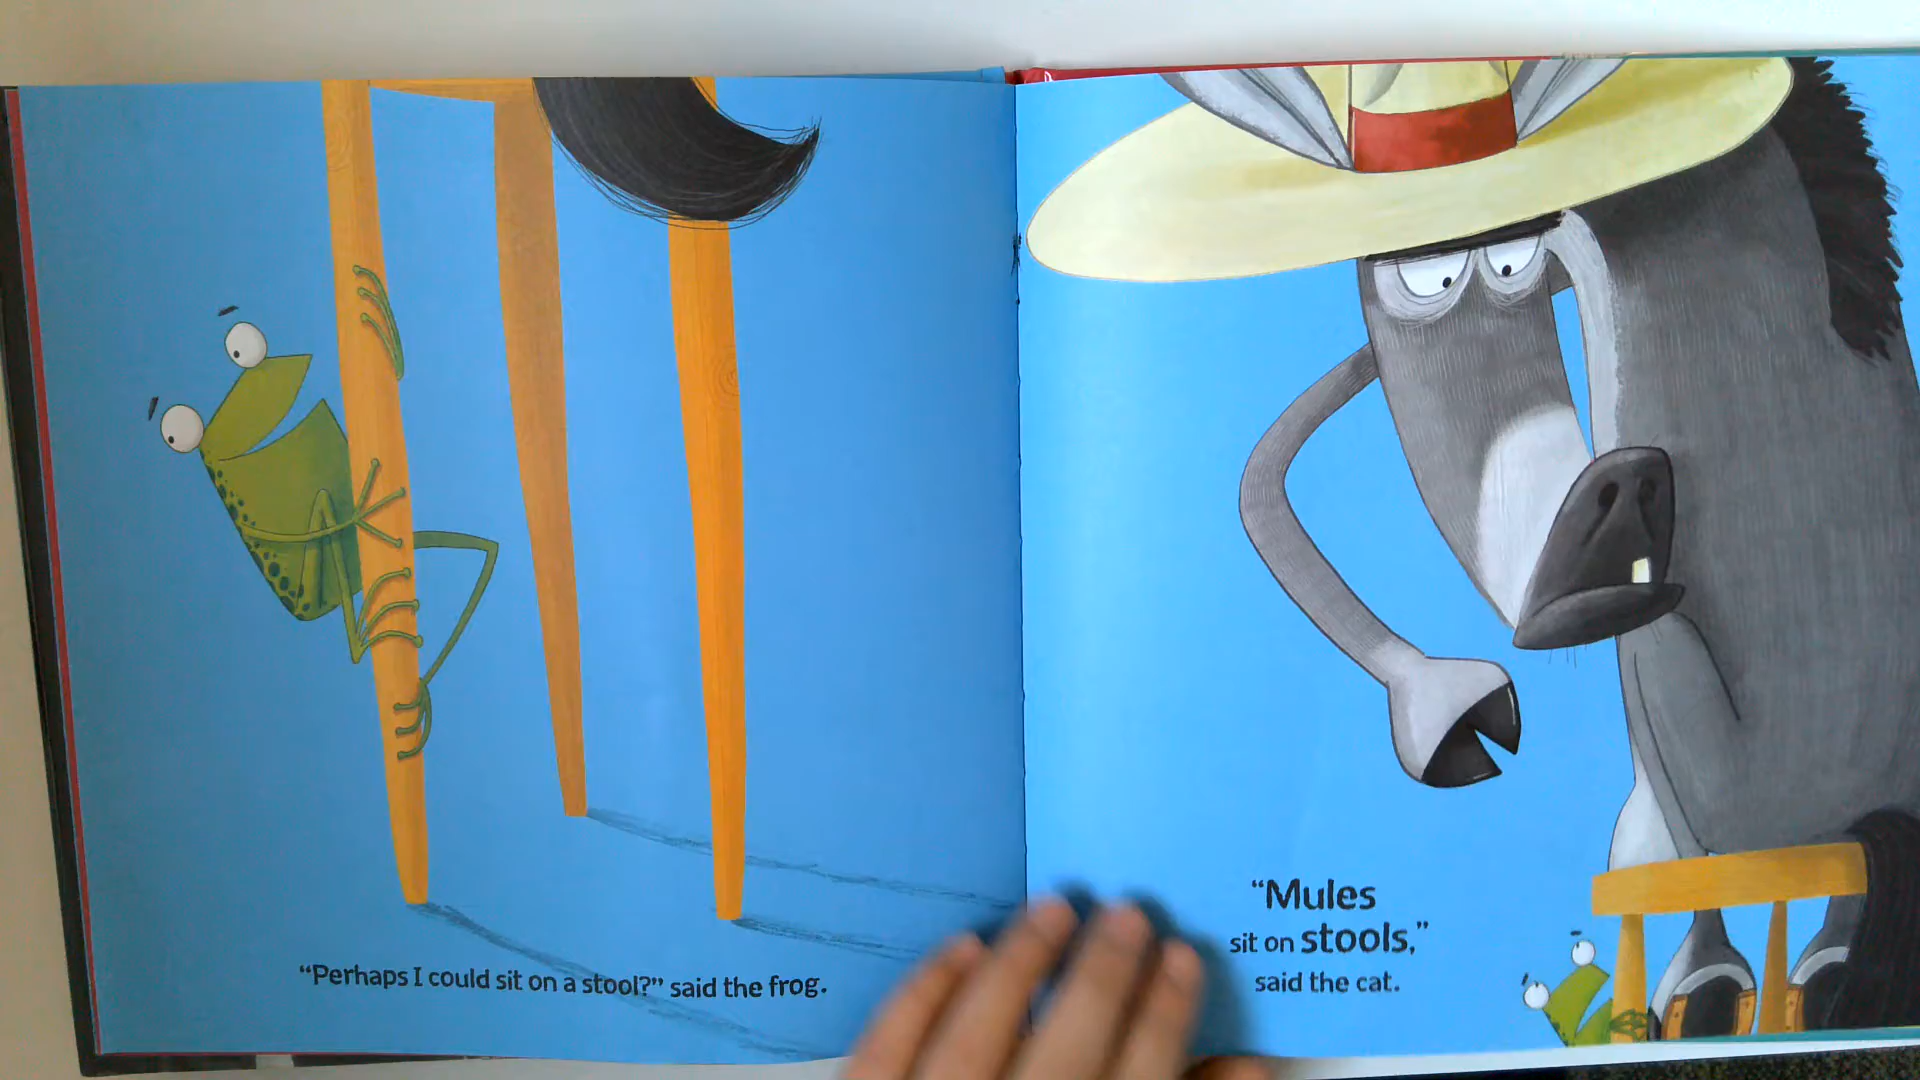 “Perhaps I could sit on a stool?” said the frog.
“Mules
sit on stools,”
said the cat.